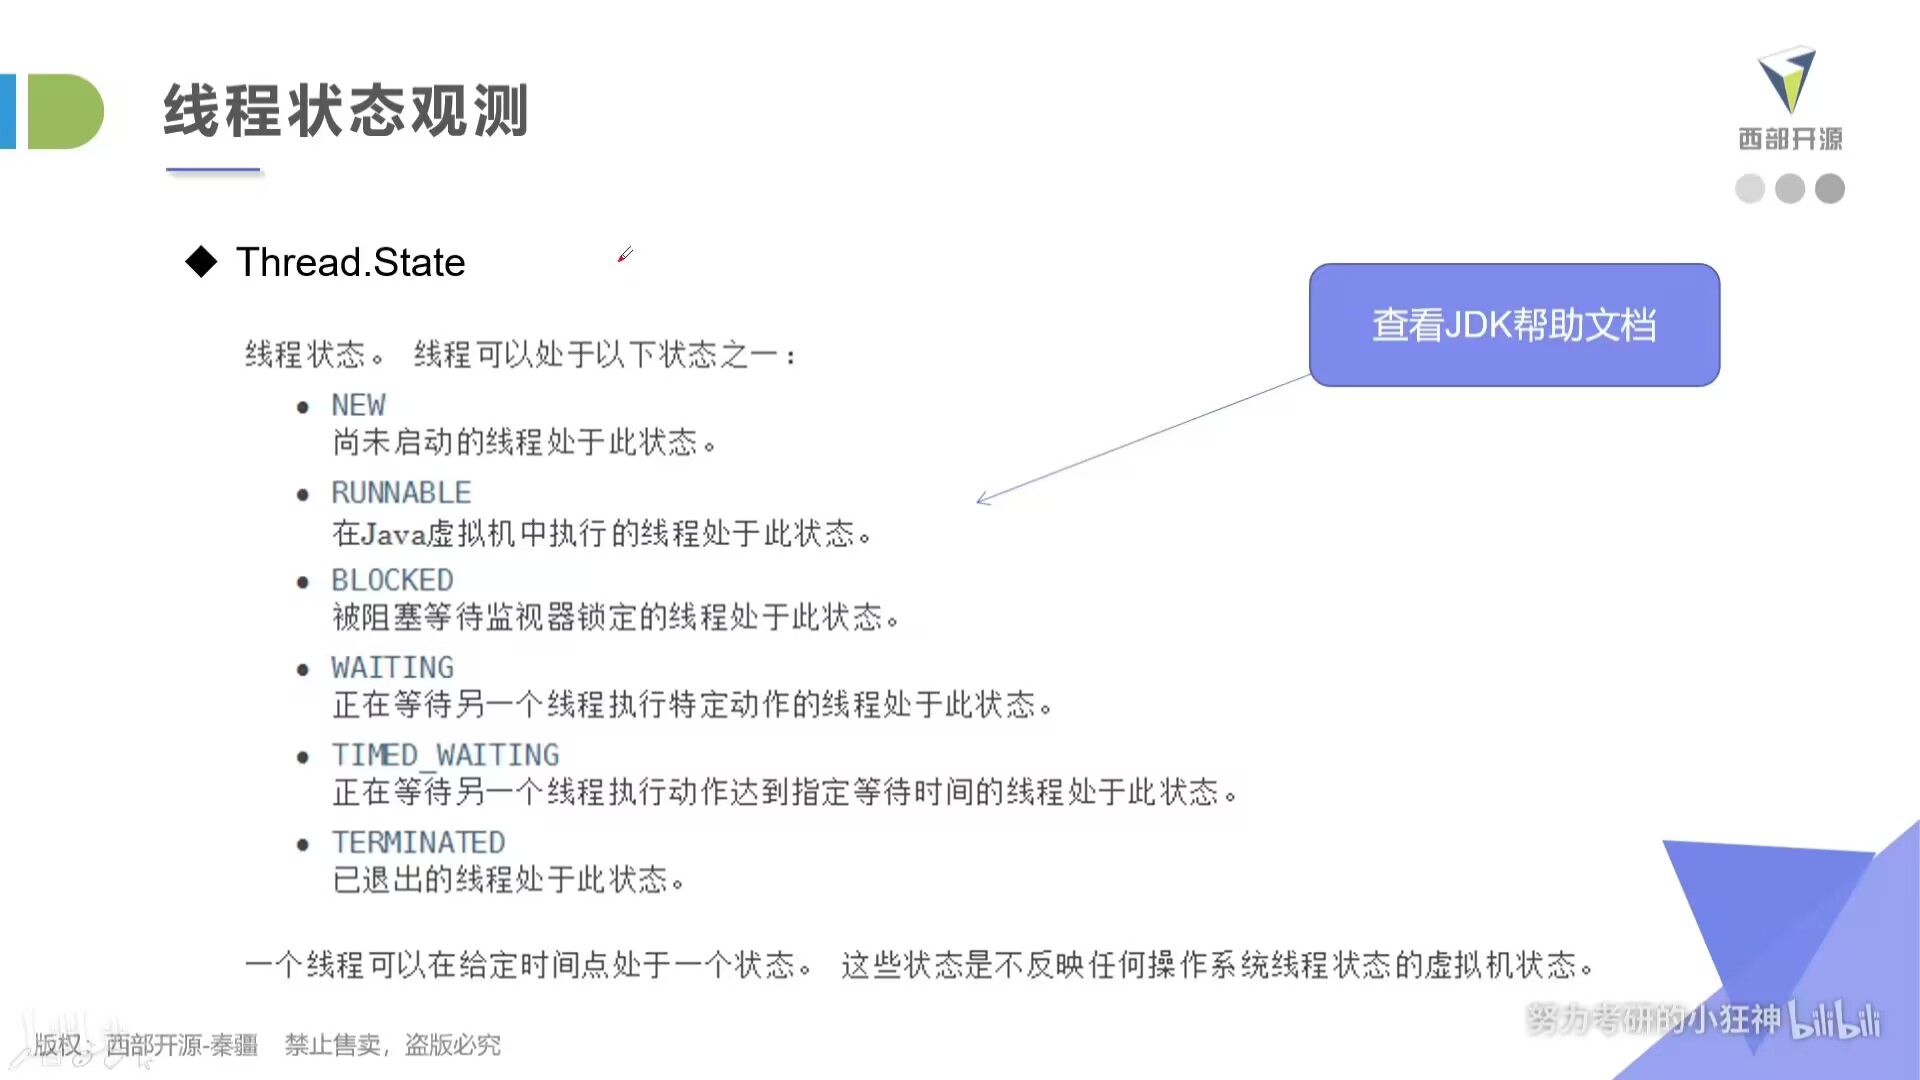 线程状态观测
西部开源
Thread.State
查看JDK帮助文档
线程状态。 线程可以处于以下状态之一：
NEW
尚未启动的线程处于此状态。
RUNNABLE
在Java虚拟机中执行的线程处于此状态。
BLOCKED
被阻塞等待监视器锁定的线程处于此状态。
WAITING
正在等待另一个线程执行特定动作的线程处于此状态。
TIMED_WAITING
正在等待另一个线程执行动作达到指定等待时间的线程处于此状态。
TERMINATED
已退出的线程处于此状态。
一个线程可以在给定时间点处于一个状态。 这些状态是不反映任何操作系统线程状态的虚拟机状态。
努力考研的小狂神 bilibili
版权：西部开源-秦疆 禁止售卖，盗版必究